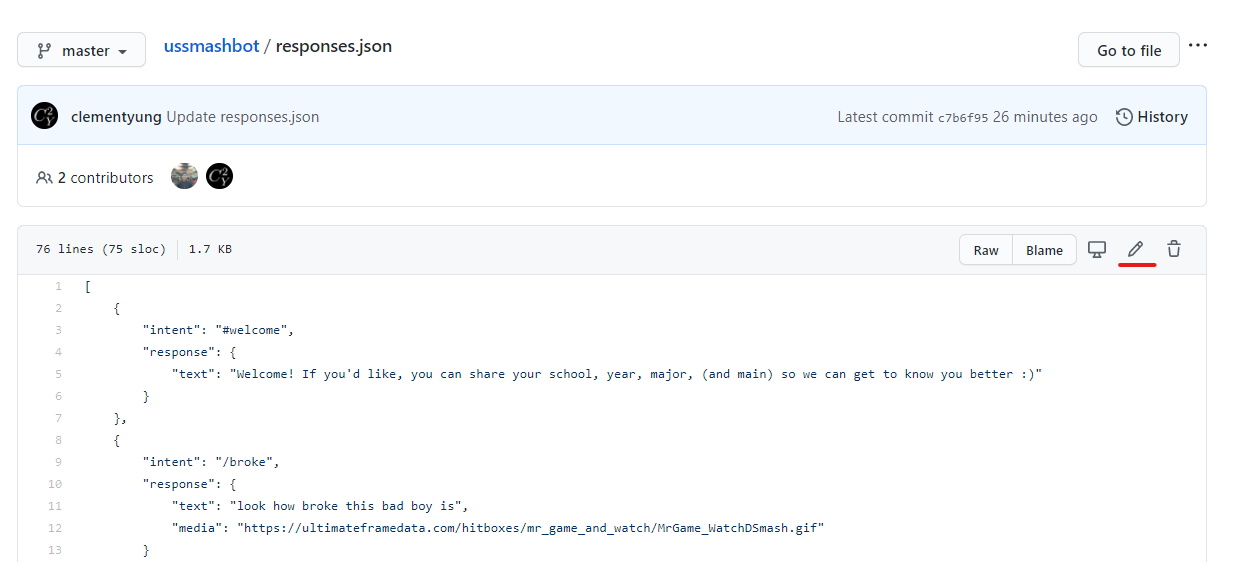 master
ussmashbot / responses.json
Go to file
clementyung Update responses.json
Latest commit c7b6f95 26 minutes ago
History
2 contributors
76 lines (75 sloc) 1.7 KB
Raw
Blame
1 [
2 {
3 "intent": "#welcome",
4 "response": {
5 "text": "Welcome! If you'd like, you can share your school, year, major, (and main) so we can get to know you better :)"
6 }
7 },
8 {
9 "intent": "/broke",
10 "response": {
11 "text": "look how broke this bad boy is",
12 "media": "https://ultimateframedata.com/hitboxes/mr_game_and_watch/MrGame_WatchDSmash.gif"
13 }